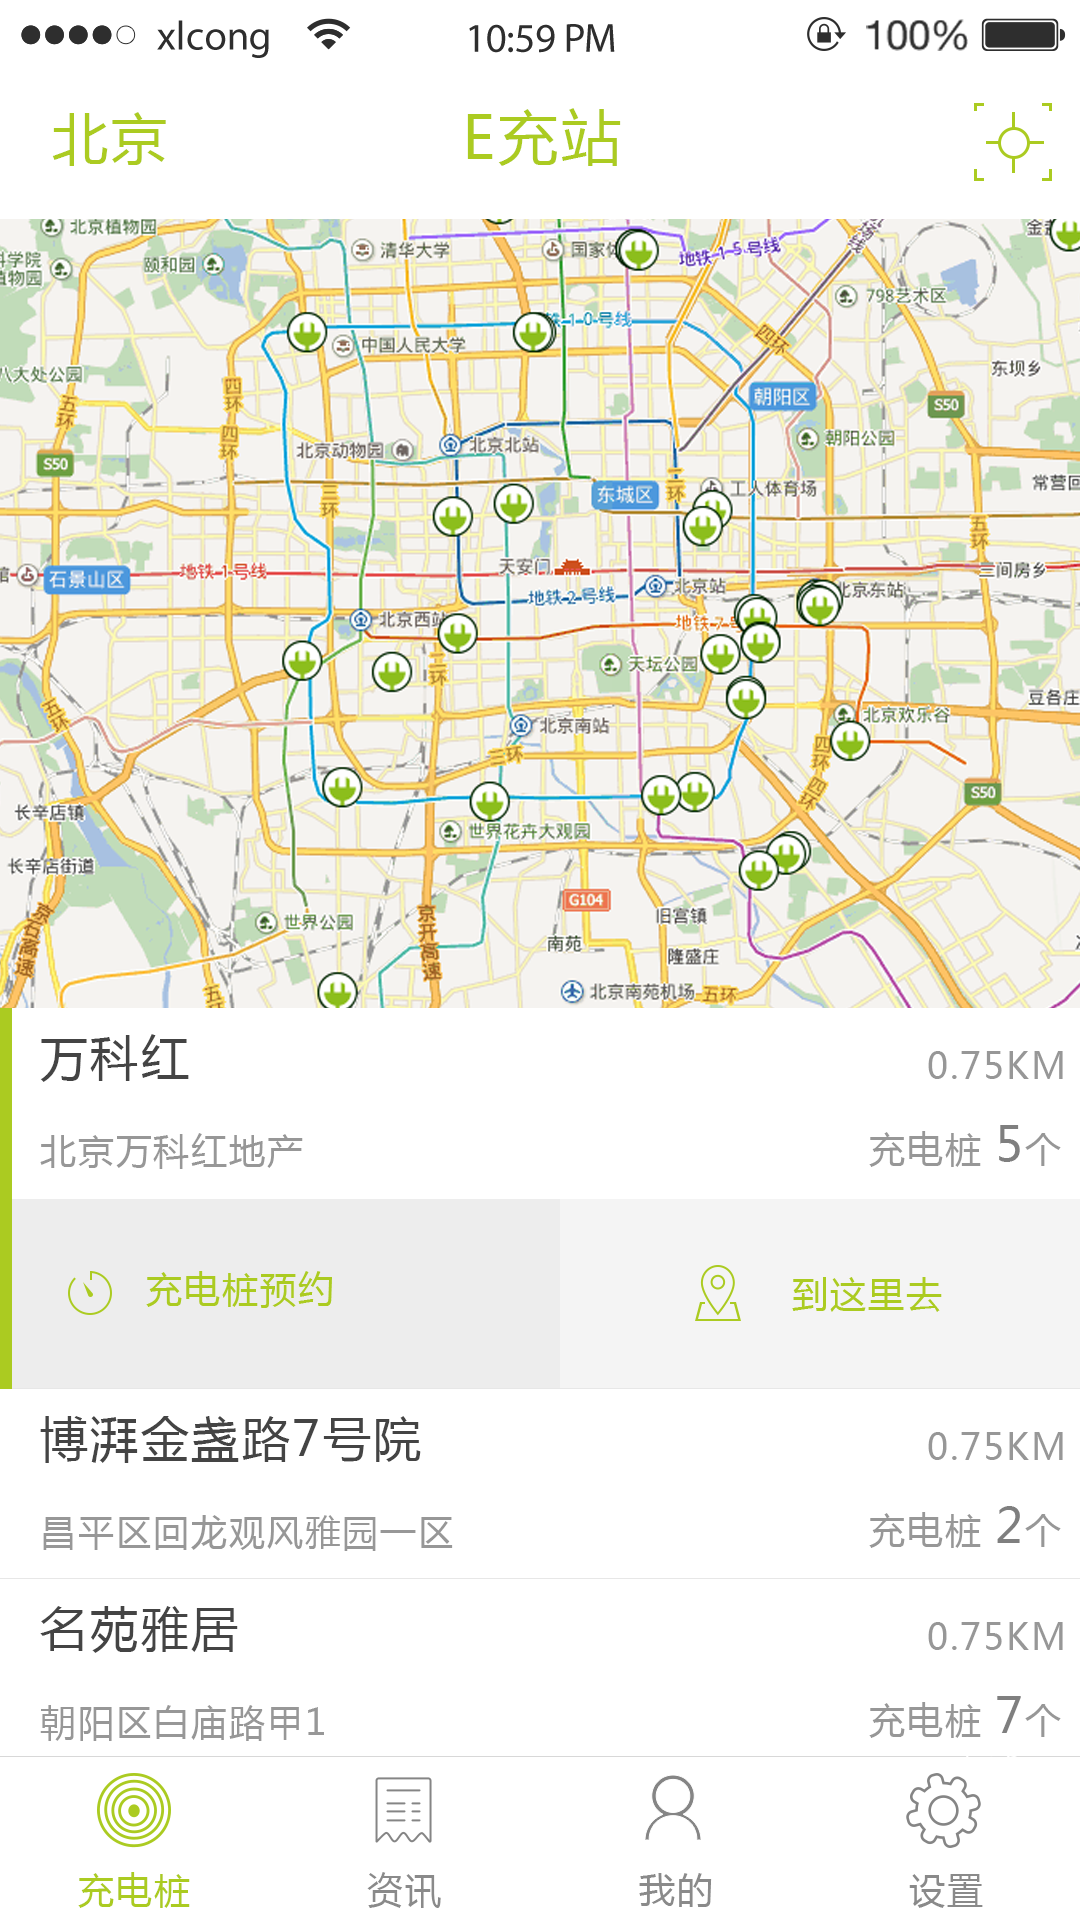 xlcong 10:59 PM 100%
北京 E充站
北京植物园
清华大学
国家体
地铁15号线
颐和园
798艺术区
地铁10号线
中国人民大学
四环
东坝乡
八大处公园
四环
五环
朝阳区
S50
四环
朝阳公园
北京动物园
北京北站
S50
三环
东城区
二环
工人体育场
常营回
五环
天安门
石景山区
地铁1号线
三间房乡
地铁2号线
北京站
北京东站
北京西站
地铁7号
天坛公园
二环
豆各庄
五环
北京南站
北京欢乐谷
三环
四环
四环
S50
长辛店镇
世界花卉大观园
长辛店街道
G104
世界公园
旧宫镇
京石高速
京开高速
南苑
隆盛庄
五环
北京南苑机场
五环
万科红 0.75KM
北京万科红地产 充电桩 5个
充电桩预约 到这里去
博湃金盏路7号院 0.75KM
昌平区回龙观风雅园一区 充电桩 2个
名苑雅居 0.75KM
朝阳区白庙路甲1 充电桩 7个
充电桩 资讯 我的 设置